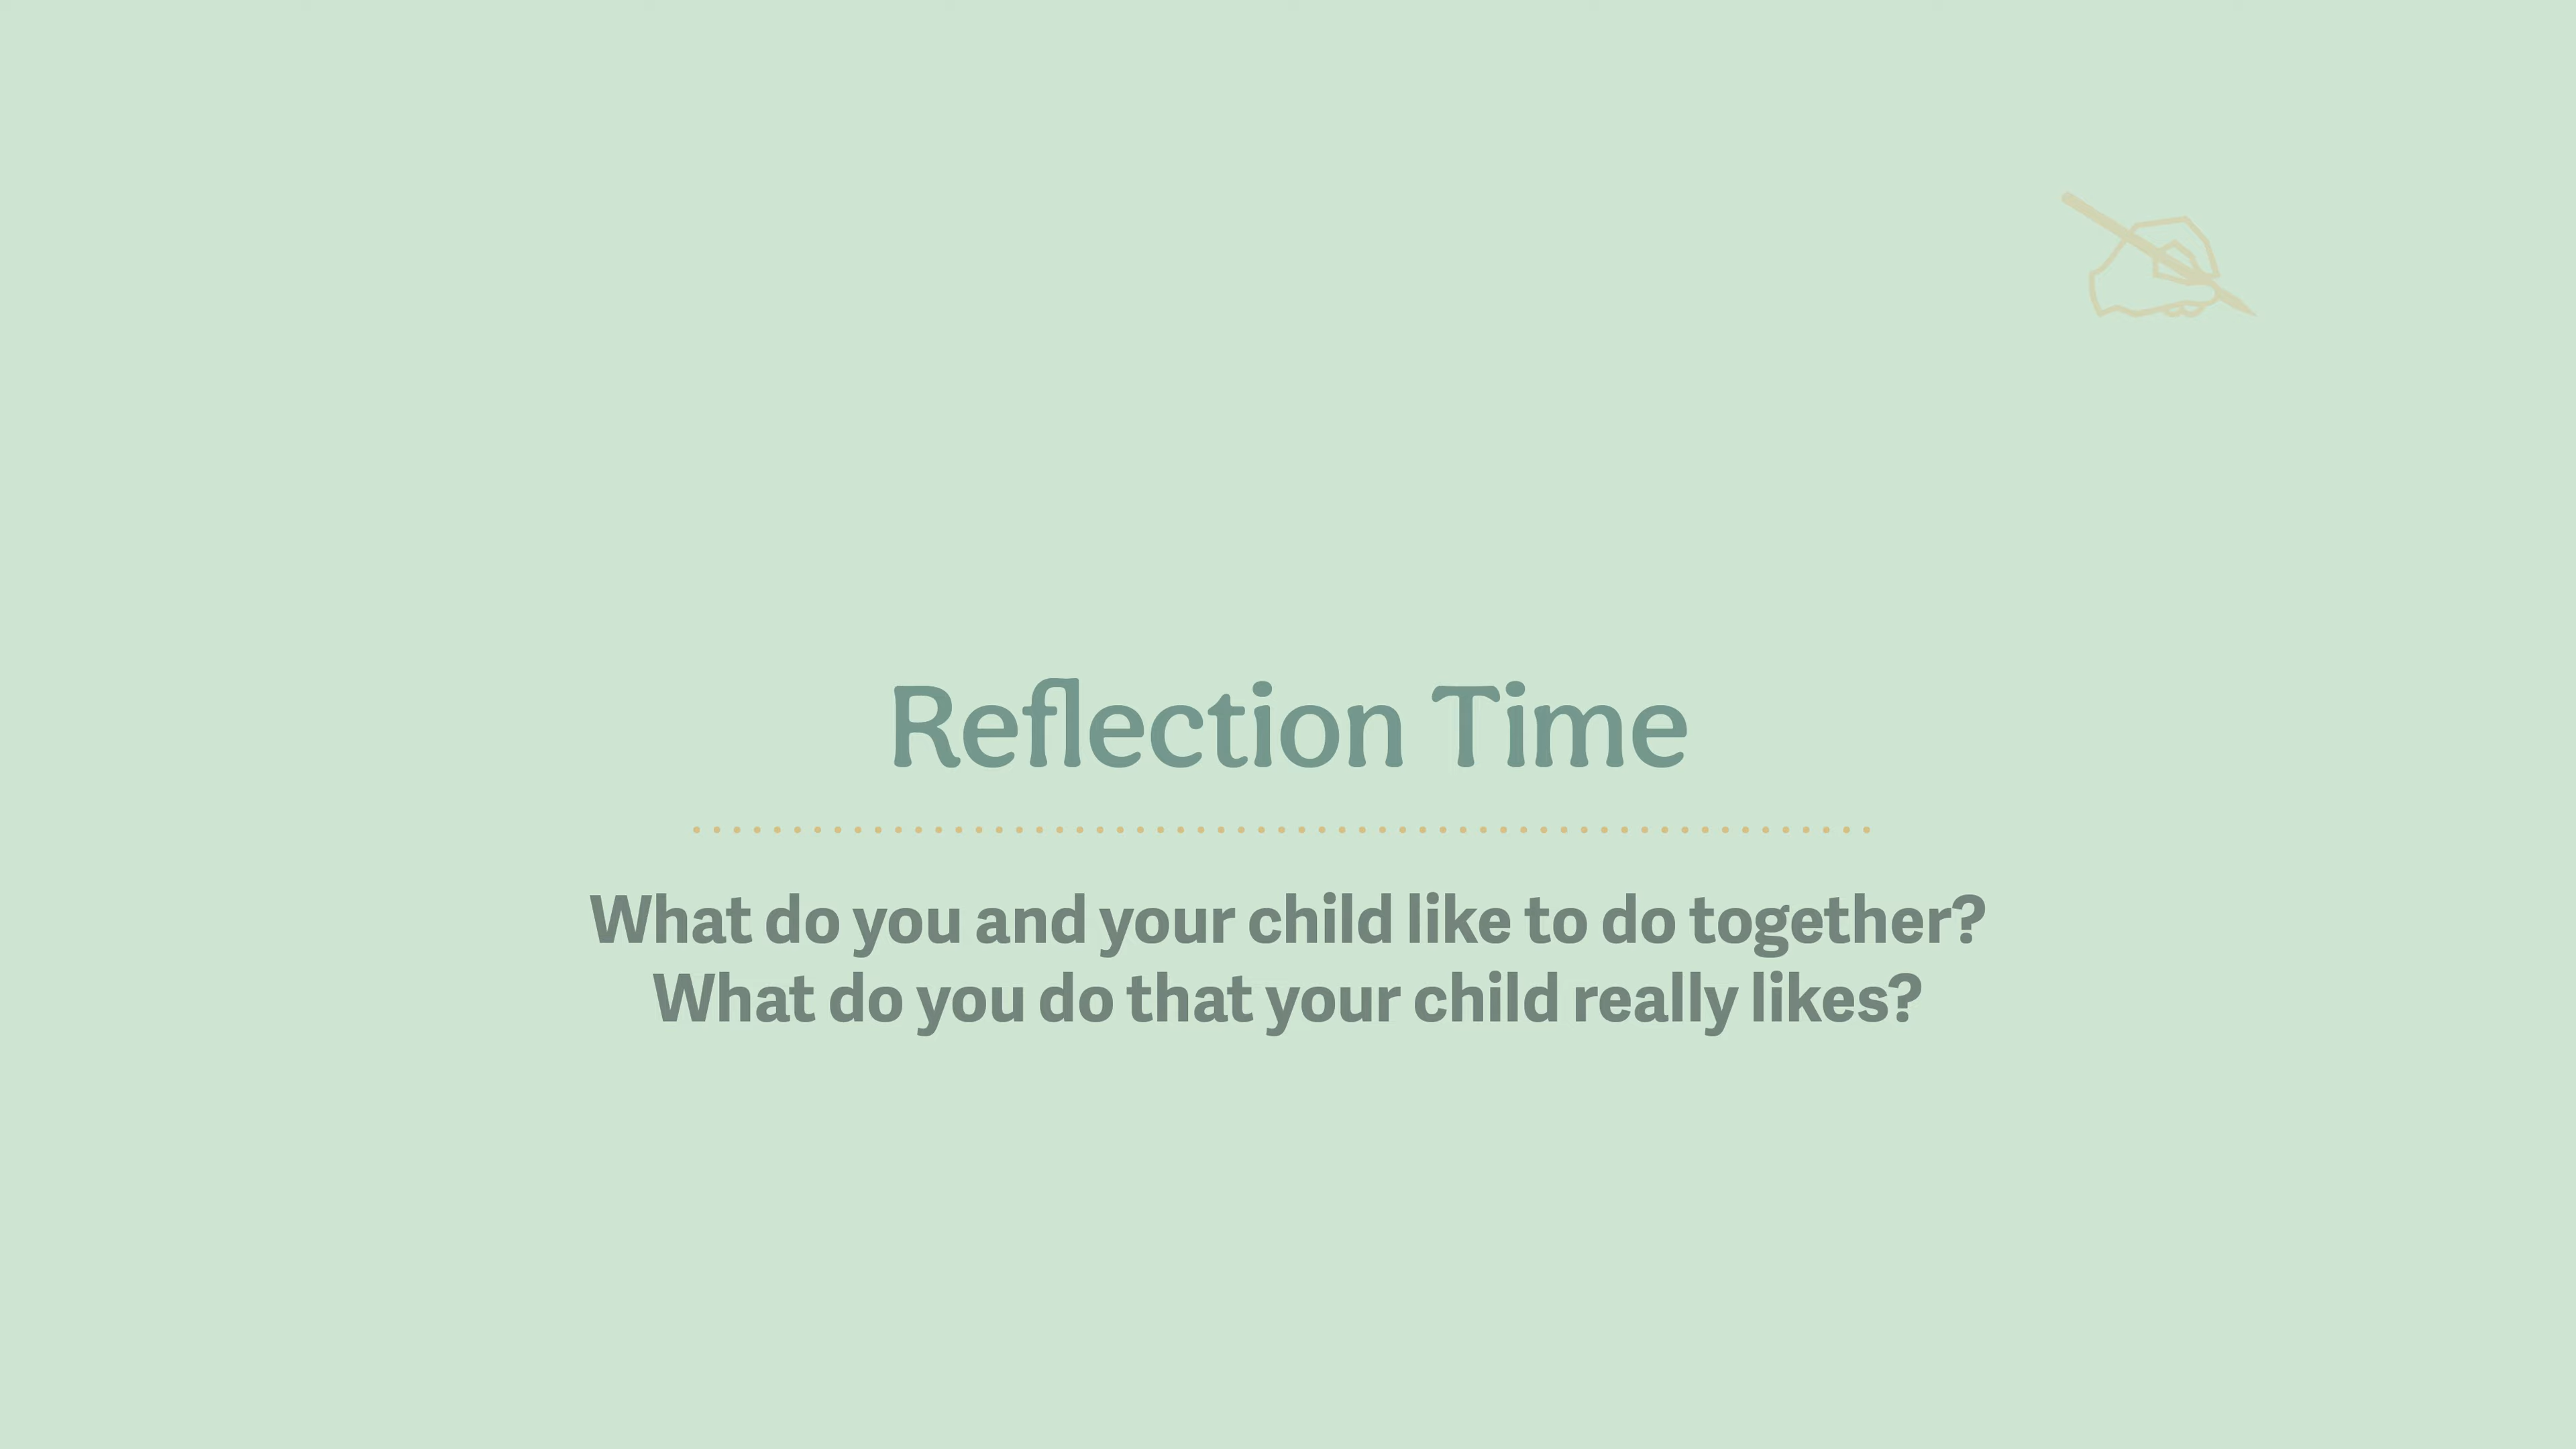 Reflection Time
What do you and your child like to do together?
What do you do that your child really likes?